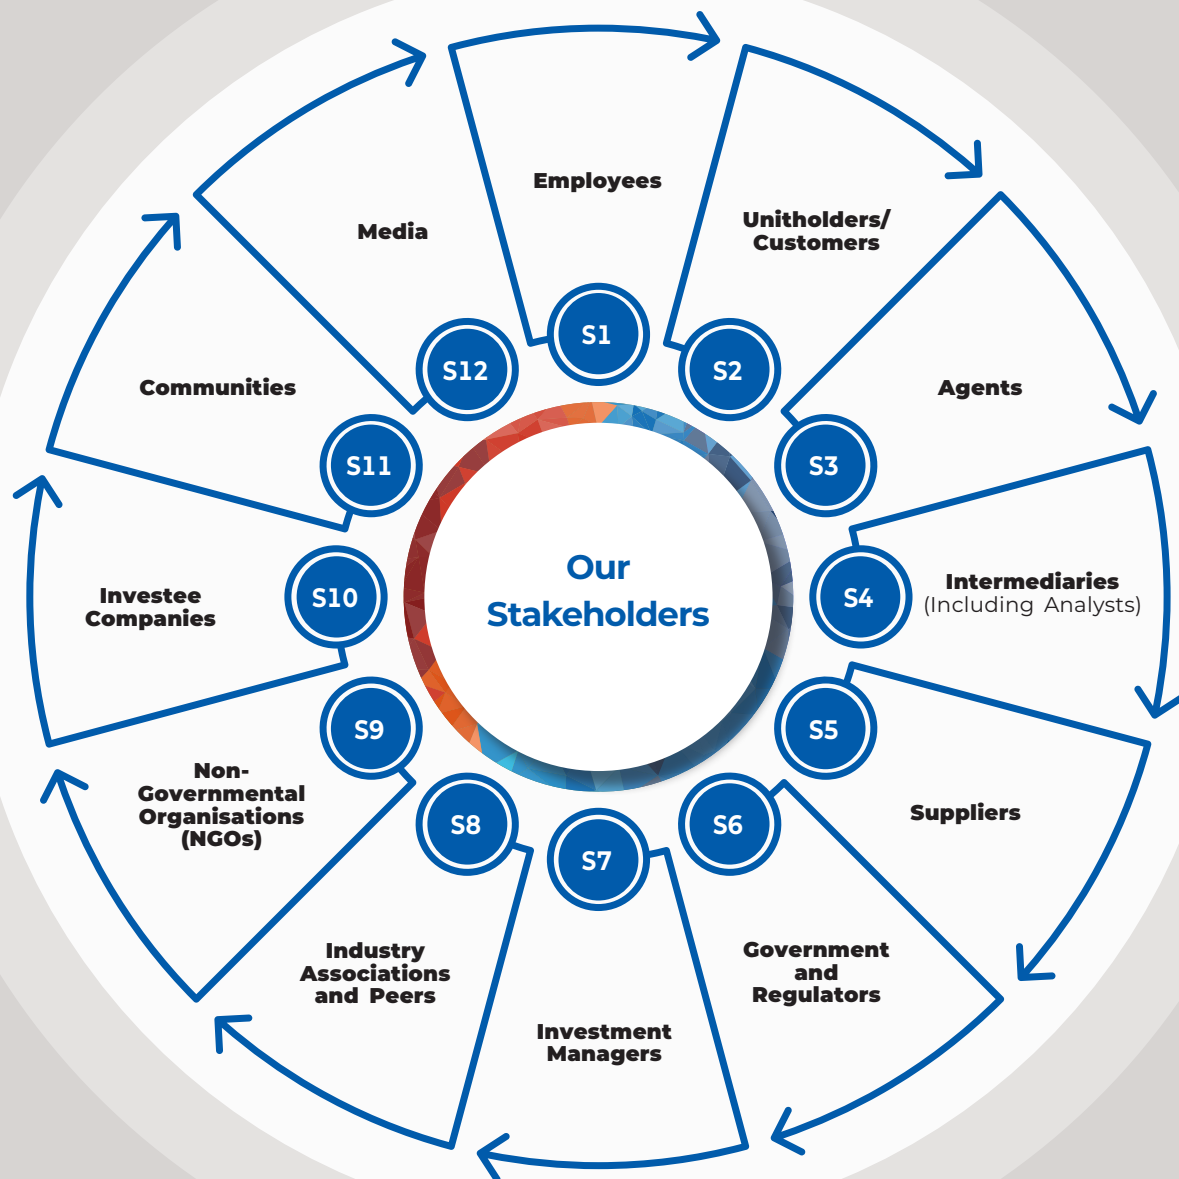 Our
Stakeholders
S1
Employees
S2
Unitholders/
Customers
S3
Agents
S4
Intermediaries
(Including Analysts)
S5
Suppliers
S6
Government
and
Regulators
S7
Investment
Managers
S8
Industry
Associations
and Peers
S9
Non-
Governmental
Organisations
(NGOs)
S10
Investee
Companies
S11
Communities
S12
Media